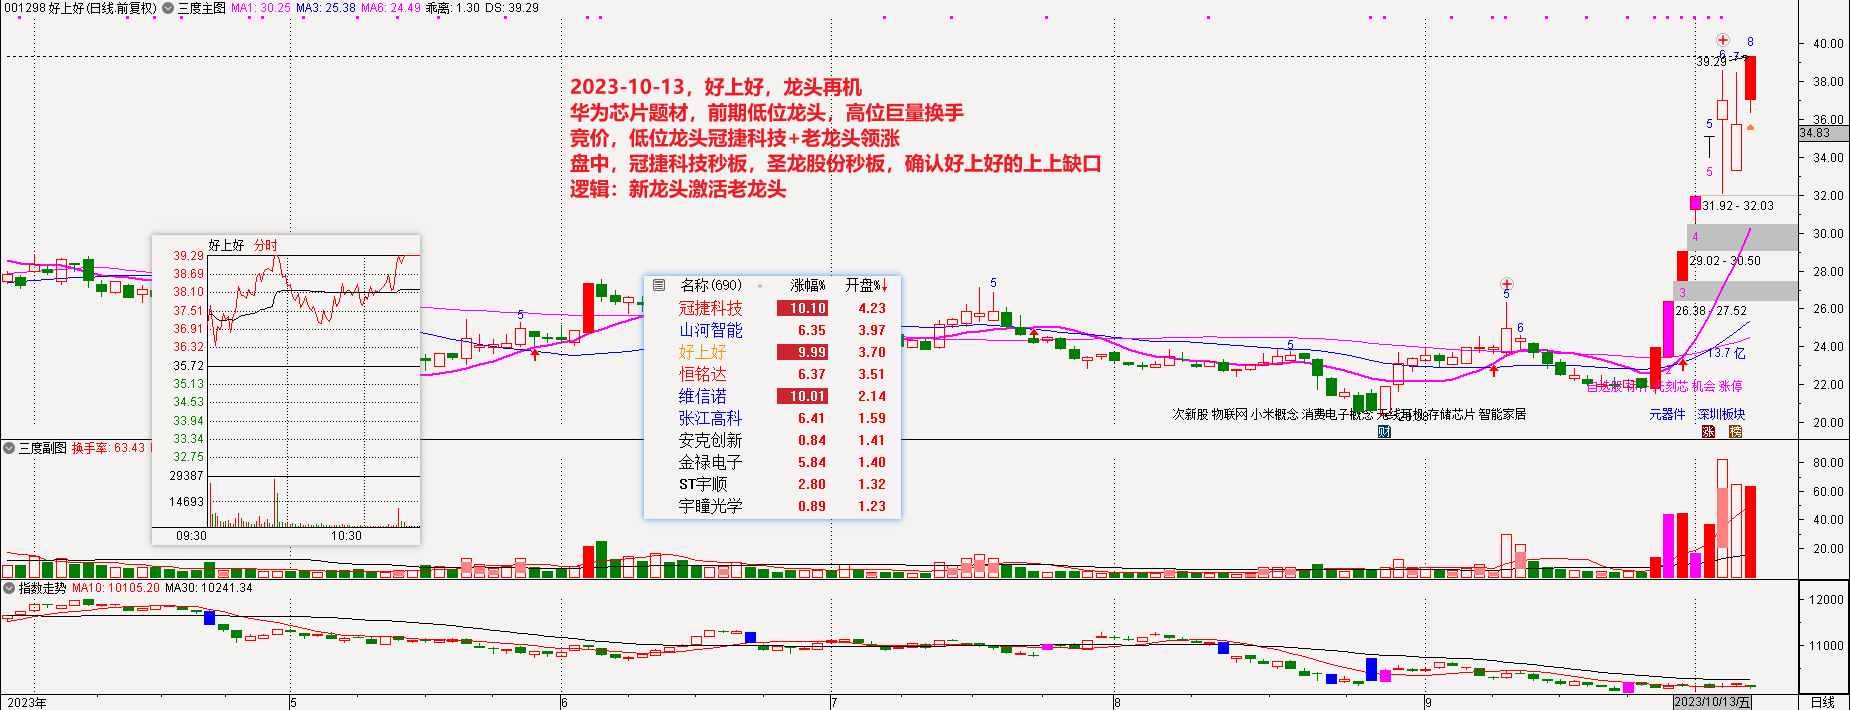 001298 好上好(日线.前复权) 三度主图 MA1: 30.25 MA3: 25.38 MA6: 24.49 乖离: 1.30 DS: 39.29
2023-10-13，好上好，龙头再机
华为芯片题材，前期低位龙头，高位巨量换手
竞价，低位龙头冠捷科技+老龙头领涨
盘中，冠捷科技秒板，圣龙股份秒板，确认好上好的上上缺口
逻辑：新龙头激活老龙头
40.00
38.00
36.00
34.83
34.00
32.00
30.00
28.00
26.00
24.00
22.00
20.00
8
6
7
39.29
5
5
31.92 - 32.03
4
29.02 - 30.50
3
26.38 - 27.52
13.7 亿
2
5
5
5
5
6
5
好上好 分时
39.29
38.69
38.10
37.51
36.91
36.32
35.72
35.13
34.53
33.94
33.34
32.75
29387
14693
09:30 10:30
名称(690) 涨幅% 开盘%↓
冠捷科技 10.10 4.23
山河智能 6.35 3.97
好上好 9.99 3.70
恒铭达 6.37 3.51
维信诺 10.01 2.14
张江高科 6.41 1.59
安克创新 0.84 1.41
金禄电子 5.84 1.40
ST宇顺 2.80 1.32
宇瞳光学 0.89 1.23
机会 涨停
次新股 物联网 小米概念 消费电子概念 无线耳机 存储芯片 智能家居
元器件 深圳板块
财
涨
榜
三度副图 换手率: 63.43
80.00
60.00
40.00
20.00
指数走势 MA10: 10105.20 MA30: 10241.34
12000
11000
2023年 5 6 7 8 9 2023/10/13/五 日线